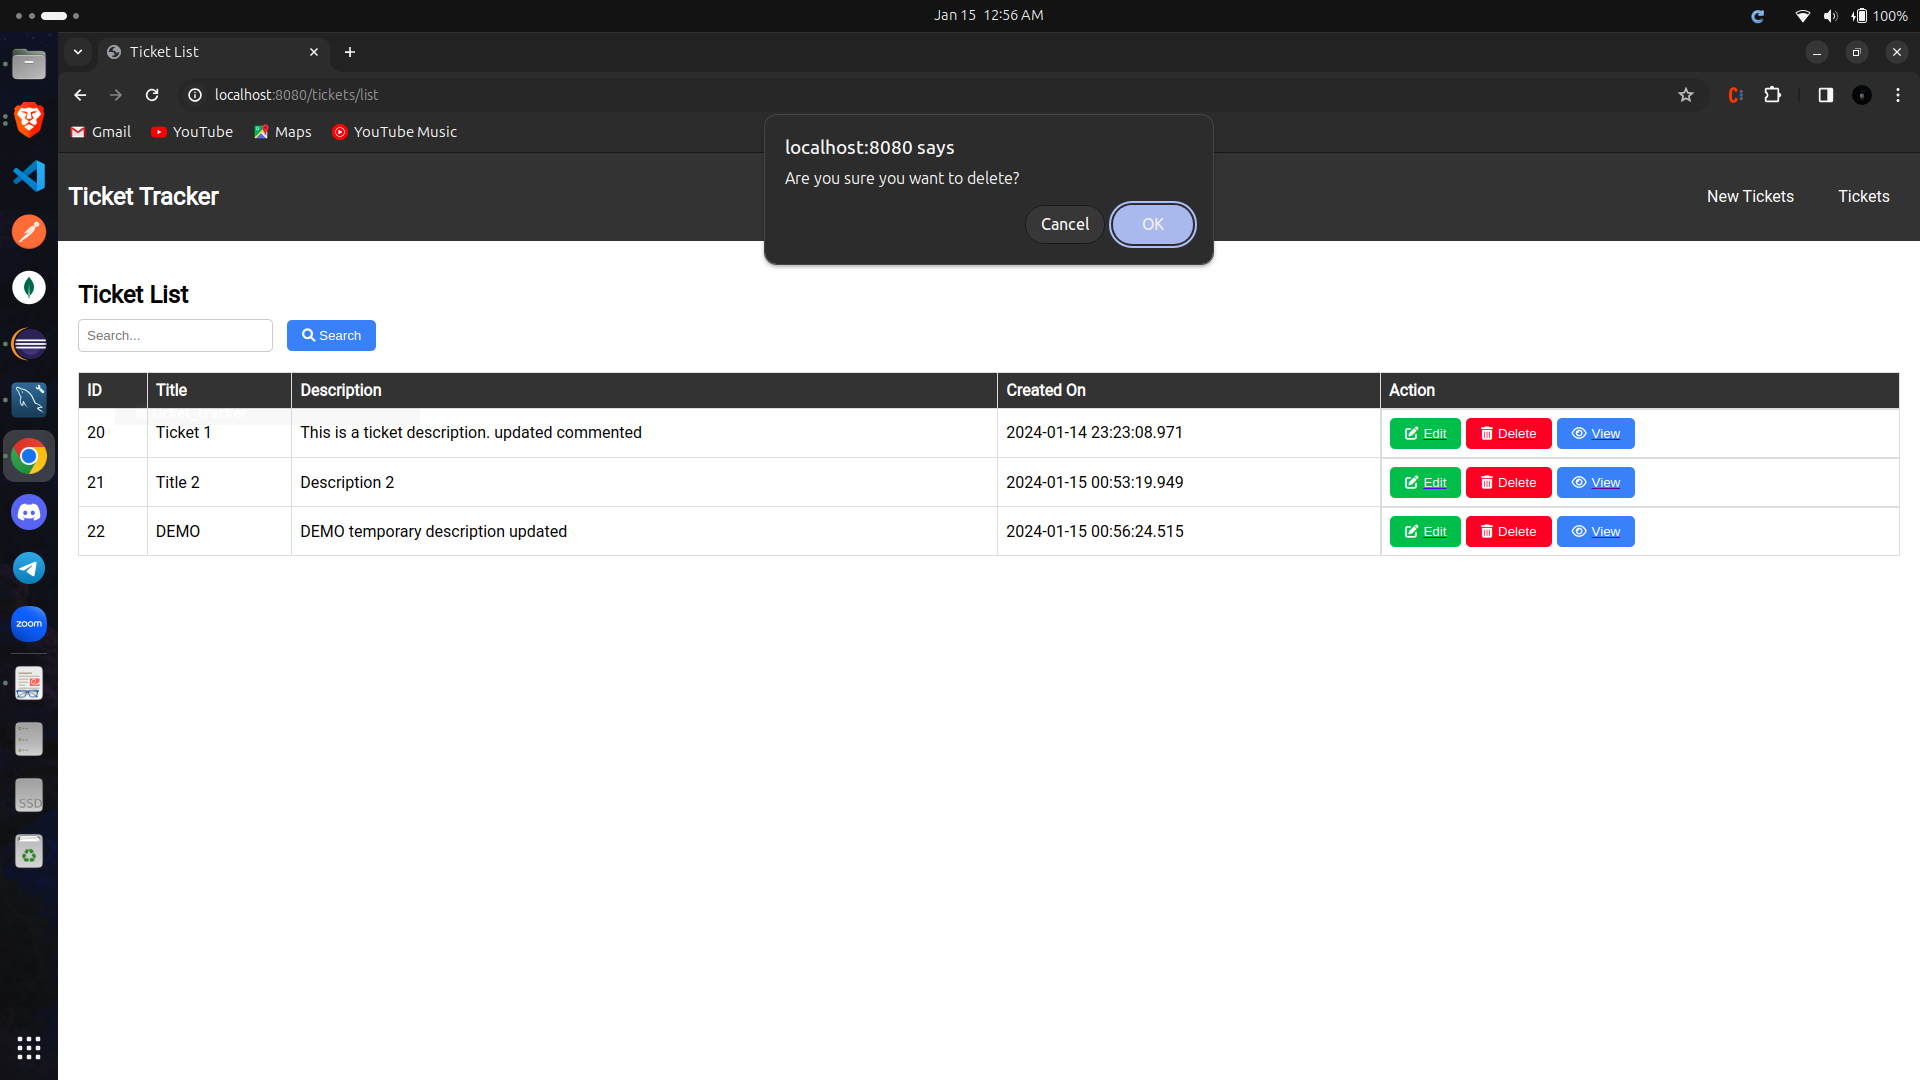 Jan 15 12:56 AM
100%
Ticket List
localhost:8080/tickets/list
Gmail
YouTube
Maps
YouTube Music
localhost:8080 says
Are you sure you want to delete?
Cancel
OK
Ticket Tracker
New Tickets
Tickets
Ticket List
Search...
Search
ID Title Description Created On Action
20 Ticket 1 This is a ticket description. updated commented 2024-01-14 23:23:08.971 Edit Delete View
21 Title 2 Description 2 2024-01-15 00:53:19.949 Edit Delete View
22 DEMO DEMO temporary description updated 2024-01-15 00:56:24.515 Edit Delete View
zoom
SSD